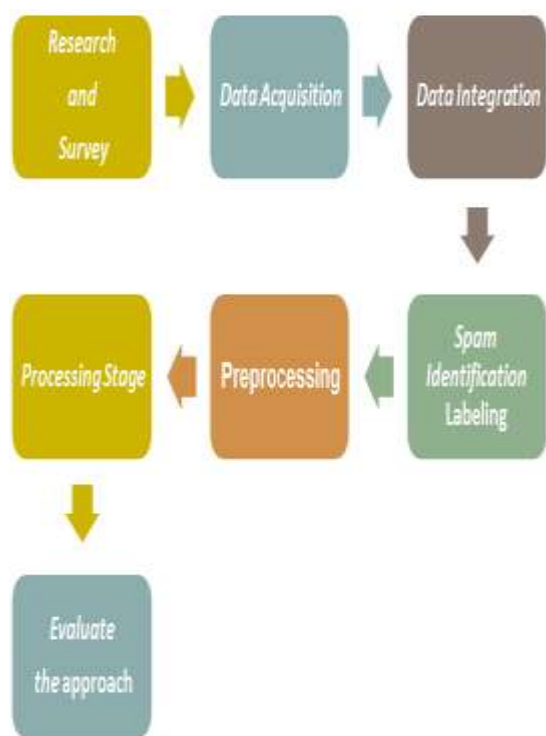 Research
and
Survey
Data Acquisition
Data Integration
Spam
Identification
Labeling
Preprocessing
Processing Stage
Evaluate
the approach